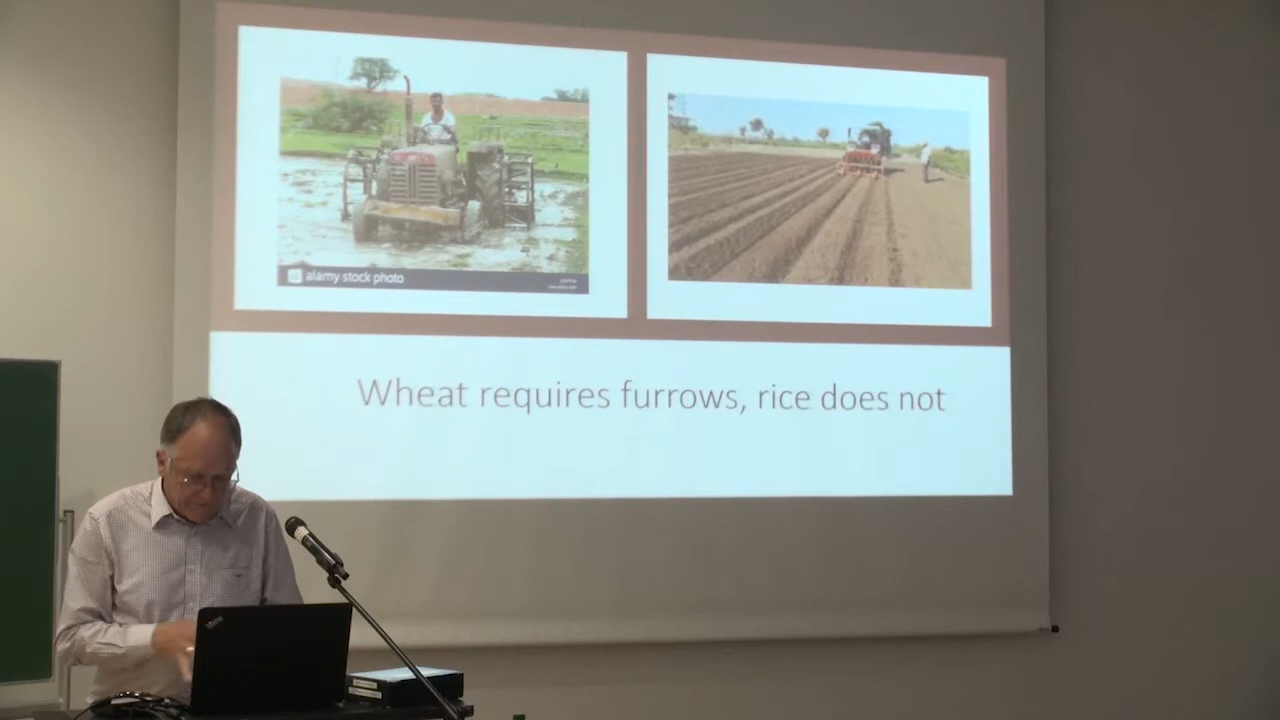 alamy stock photo
Wheat requires furrows, rice does not